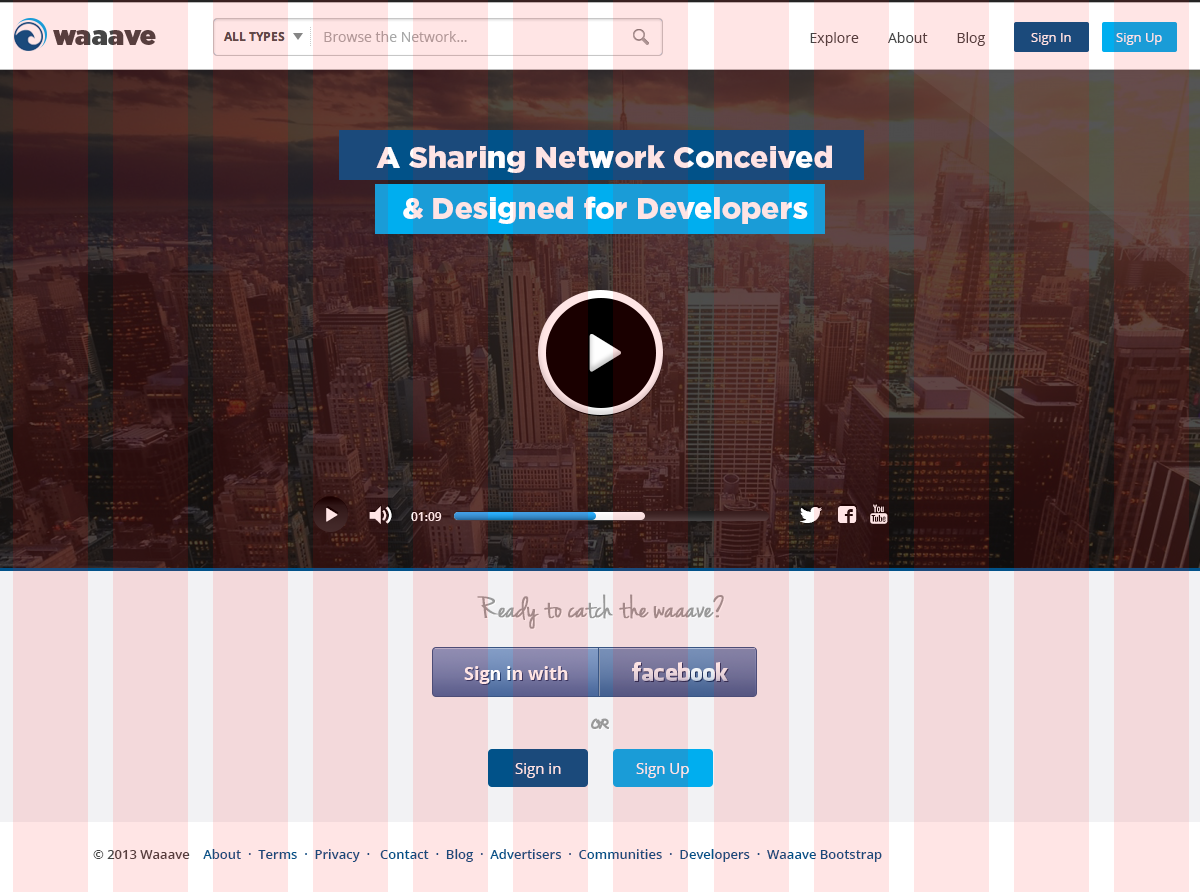 waaave
ALL TYPES
Browse the Network...
Explore
About
Blog
Sign In
Sign Up
A Sharing Network Conceived
& Designed for Developers
01:09
You
Tube
Ready to catch the waaave?
Sign in with facebook
OR
Sign in
Sign Up
© 2013 Waaave About · Terms · Privacy · Contact · Blog · Advertisers · Communities · Developers · Waaave Bootstrap